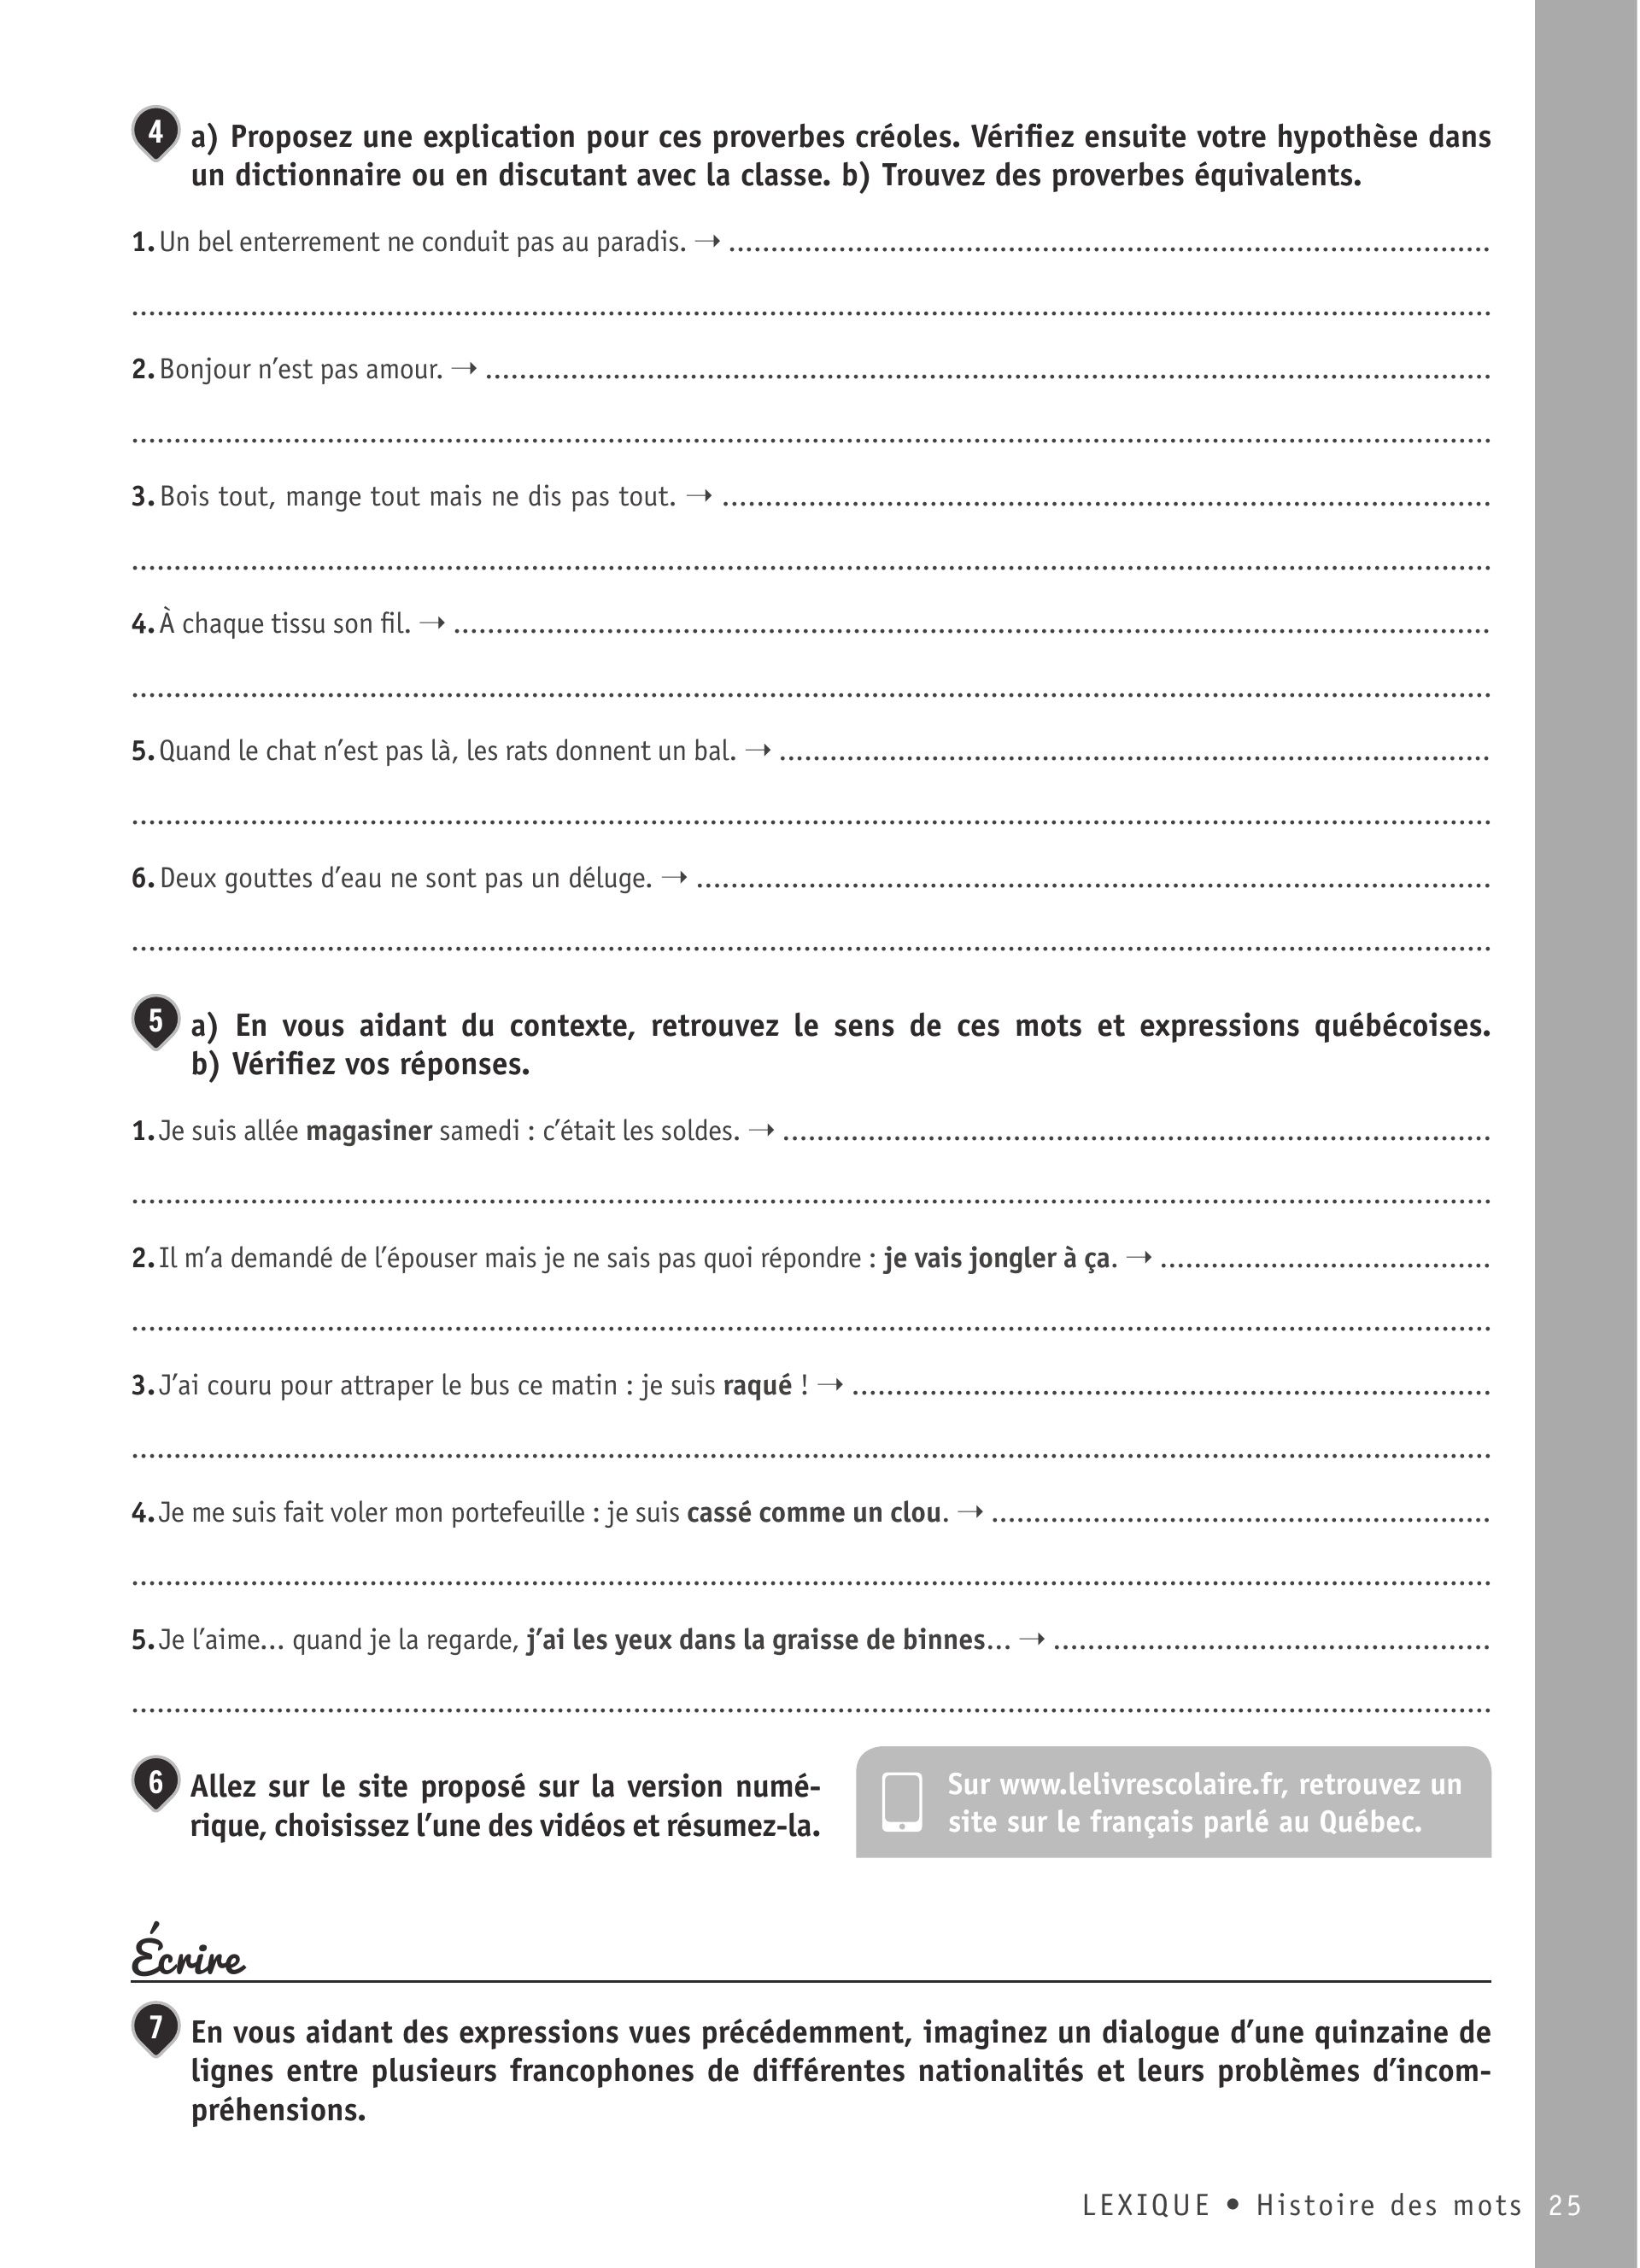 4 a) Proposez une explication pour ces proverbes créoles. Vérifiez ensuite votre hypothèse dans
un dictionnaire ou en discutant avec la classe. b) Trouvez des proverbes équivalents.
1. Un bel enterrement ne conduit pas au paradis. →
2. Bonjour n’est pas amour. →
3. Bois tout, mange tout mais ne dis pas tout. →
4. À chaque tissu son fil. →
5. Quand le chat n’est pas là, les rats donnent un bal. →
6. Deux gouttes d’eau ne sont pas un déluge. →
5 a) En vous aidant du contexte, retrouvez le sens de ces mots et expressions québécoises.
b) Vérifiez vos réponses.
1. Je suis allée magasiner samedi : c’était les soldes. →
2. Il m’a demandé de l’épouser mais je ne sais pas quoi répondre : je vais jongler à ça. →
3. J’ai couru pour attraper le bus ce matin : je suis raqué ! →
4. Je me suis fait voler mon portefeuille : je suis cassé comme un clou. →
5. Je l’aime... quand je la regarde, j’ai les yeux dans la graisse de binnes... →
6 Allez sur le site proposé sur la version numé-
rique, choisissez l’une des vidéos et résumez-la.
Sur www.lelivrescolaire.fr, retrouvez un
site sur le français parlé au Québec.
Écrire
7 En vous aidant des expressions vues précédemment, imaginez un dialogue d’une quinzaine de
lignes entre plusieurs francophones de différentes nationalités et leurs problèmes d’incom-
préhensions.
LEXIQUE • Histoire des mots 25